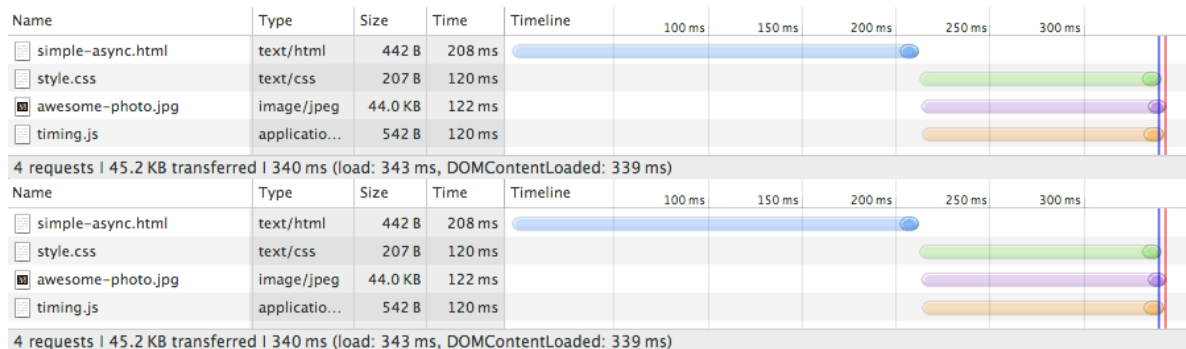 Name Type Size Time Timeline 100 ms 150 ms 200 ms 250 ms 300 ms
simple-async.html text/html 442 B 208 ms
style.css text/css 207 B 120 ms
awesome-photo.jpg image/jpeg 44.0 KB 122 ms
timing.js applicatio... 542 B 120 ms
4 requests | 45.2 KB transferred | 340 ms (load: 343 ms, DOMContentLoaded: 339 ms)
Name Type Size Time Timeline 100 ms 150 ms 200 ms 250 ms 300 ms
simple-async.html text/html 442 B 208 ms
style.css text/css 207 B 120 ms
awesome-photo.jpg image/jpeg 44.0 KB 122 ms
timing.js applicatio... 542 B 120 ms
4 requests | 45.2 KB transferred | 340 ms (load: 343 ms, DOMContentLoaded: 339 ms)